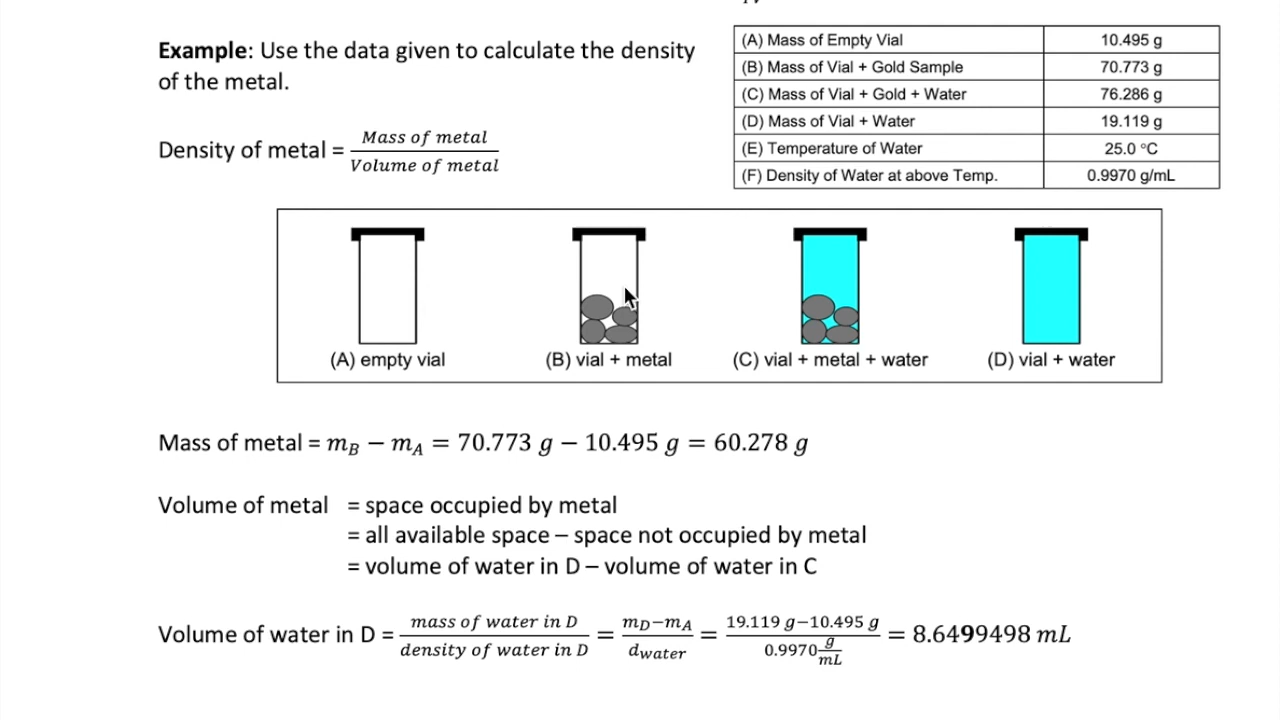 Example: Use the data given to calculate the density
of the metal.
Density of metal = Mass of metal / Volume of metal
(A) Mass of Empty Vial 10.495 g
(B) Mass of Vial + Gold Sample 70.773 g
(C) Mass of Vial + Gold + Water 76.286 g
(D) Mass of Vial + Water 19.119 g
(E) Temperature of Water 25.0 °C
(F) Density of Water at above Temp. 0.9970 g/mL
(A) empty vial (B) vial + metal (C) vial + metal + water (D) vial + water
Mass of metal = m_B − m_A = 70.773 g − 10.495 g = 60.278 g
Volume of metal = space occupied by metal
= all available space – space not occupied by metal
= volume of water in D – volume of water in C
Volume of water in D = mass of water in D / density of water in D = m_D−m_A / d_water = 19.119 g−10.495 g / 0.9970 g/mL = 8.6499498 mL